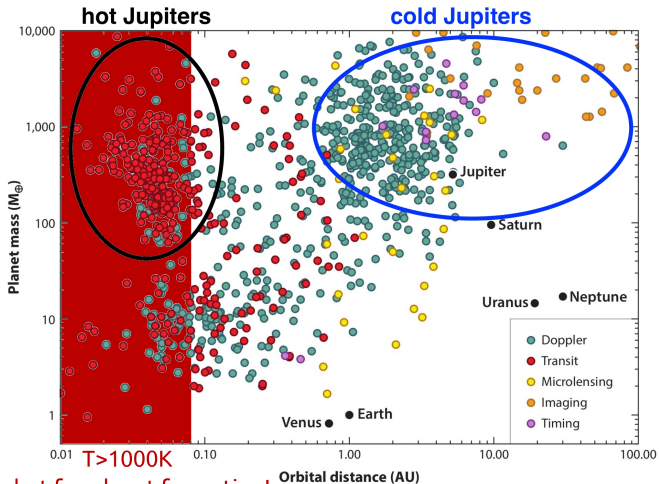 hot Jupiters
cold Jupiters
10,000
1,000
100
10
1
Planet mass (M⊕)
Jupiter
Saturn
Uranus
Neptune
Earth
Venus
Doppler
Transit
Microlensing
Imaging
Timing
0.01
0.10
1.00
10.00
100.00
T>1000K
Orbital distance (AU)